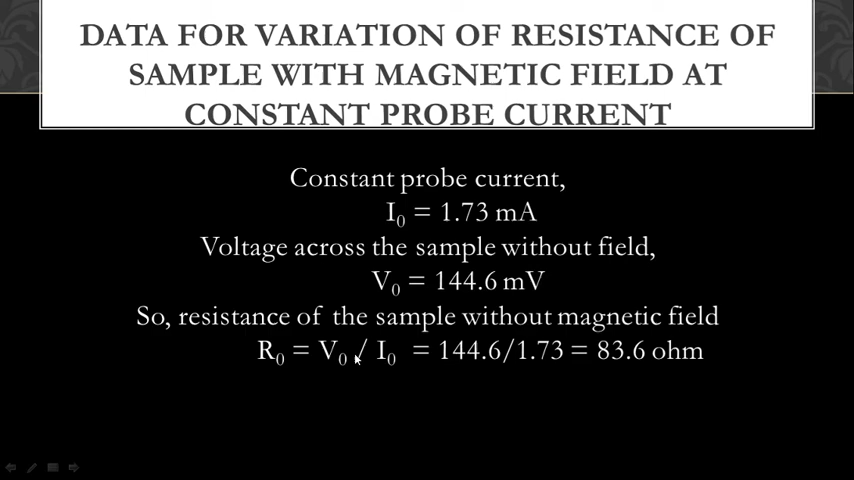 DATA FOR VARIATION OF RESISTANCE OF
SAMPLE WITH MAGNETIC FIELD AT
CONSTANT PROBE CURRENT
Constant probe current,
I₀ = 1.73 mA
Voltage across the sample without field,
V₀ = 144.6 mV
So, resistance of the sample without magnetic field
R₀ = V₀ / I₀ = 144.6/1.73 = 83.6 ohm